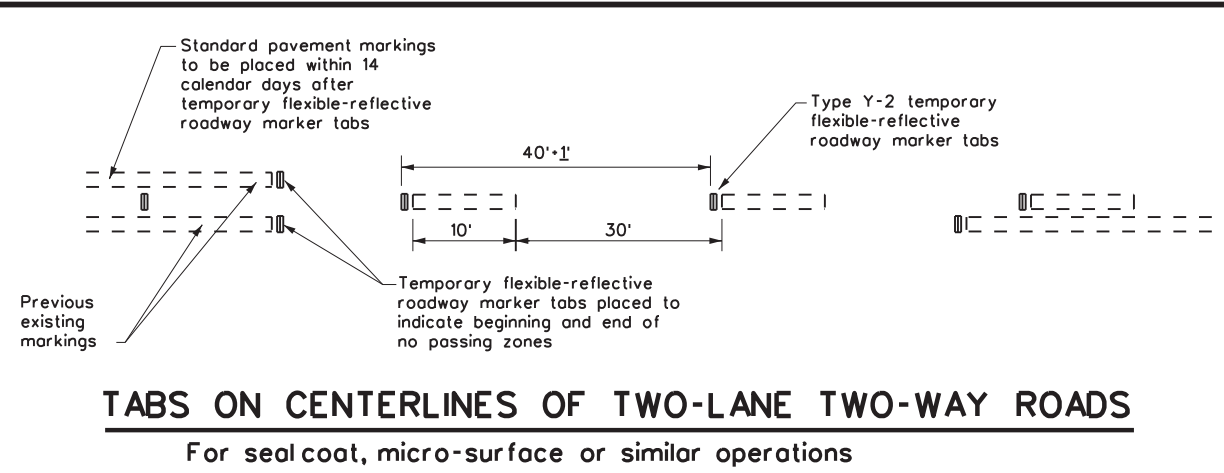 Standard pavement markings
to be placed within 14
calendar days after
temporary flexible-reflective
roadway marker tabs
Type Y-2 temporary
flexible-reflective
roadway marker tabs
40'+1'
10'
30'
Previous
existing
markings
Temporary flexible-reflective
roadway marker tabs placed to
indicate beginning and end of
no passing zones
TABS ON CENTERLINES OF TWO-LANE TWO-WAY ROADS
For seal coat, micro-surface or similar operations